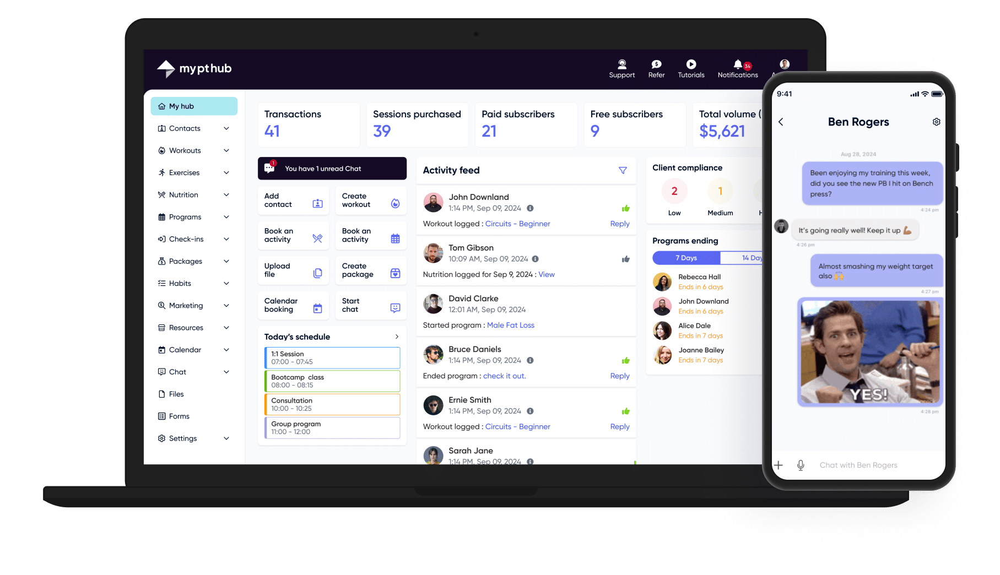 my pt hub
Support
Refer
Tutorials
34
Notifications
My hub
Contacts
Workouts
Exercises
Nutrition
Programs
Check-ins
Packages
Habits
Marketing
Resources
Calendar
Chat
Files
Forms
Settings
Transactions
41
Sessions purchased
39
Paid subscribers
21
Free subscribers
9
Total volume (
$5,621
1
You have 1 unread Chat
Add
contact
Create
workout
Book an
activity
Book an
activity
Upload
file
Create
package
Calendar
booking
Start
chat
Today's schedule
1:1 Session
07:00 - 07:45
Bootcamp class
08:00 - 08:15
Consultation
10:00 - 10:25
Group program
11:00 - 12:00
Activity feed
John Downland
1:14 PM, Sep 09, 2024
Workout logged : Circuits - Beginner
Reply
Tom Gibson
10:09 AM, Sep 09, 2024
Nutrition logged for Sep 9, 2024 : View
David Clarke
12:01 AM, Sep 09, 2024
Started program : Male Fat Loss
Bruce Daniels
1:14 PM, Sep 09, 2024
Ended program : check it out.
Reply
Ernie Smith
1:14 PM, Sep 09, 2024
Workout logged : Circuits - Beginner
Reply
Sarah Jane
1:14 PM, Sep 09, 2024
Client compliance
2
Low
1
Medium
Programs ending
7 Days
14 Day
Rebecca Hall
Ends in 6 days
John Downland
Ends in 6 days
Alice Dale
Ends in 7 days
Joanne Bailey
Ends in 7 days
9:41
Ben Rogers
Aug 28, 2024
Been enjoying my training this week,
did you see the new PB I hit on Bench
press?
4:24 pm
It's going really well! Keep it up 💪🏽
4:26 pm
Almost smashing my weight target
also 🙌
4:27 pm
YES!
4:28 pm
Chat with Ben Rogers